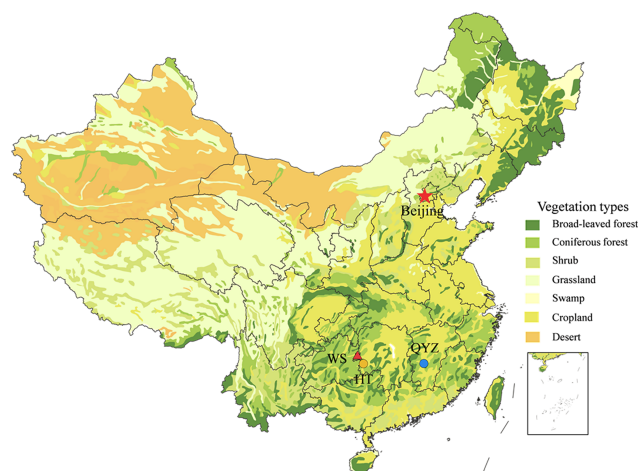 Beijing
Vegetation types
Broad-leaved forest
Coniferous forest
Shrub
Grassland
Swamp
Cropland
Desert
WS
HT
QYZ